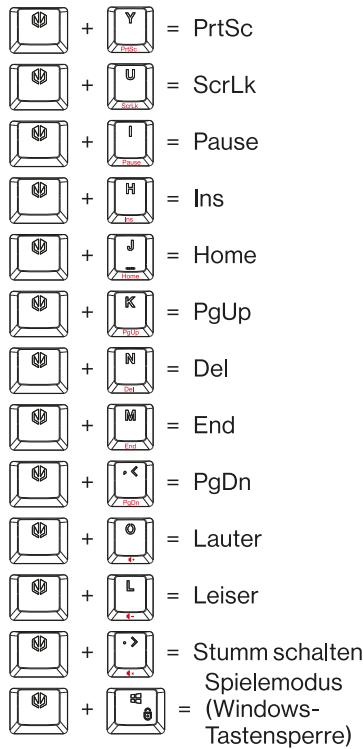 + Y PrtSc = PrtSc
+ U ScrLk = ScrLk
+ I Pause = Pause
+ H Ins = Ins
+ J Home = Home
+ K PgUp = PgUp
+ N Del = Del
+ M End = End
+ , < PgDn = PgDn
+ O = Lauter
+ L = Leiser
+ . > = Stumm schalten
+ = Spielemodus
(Windows-
Tastensperre)